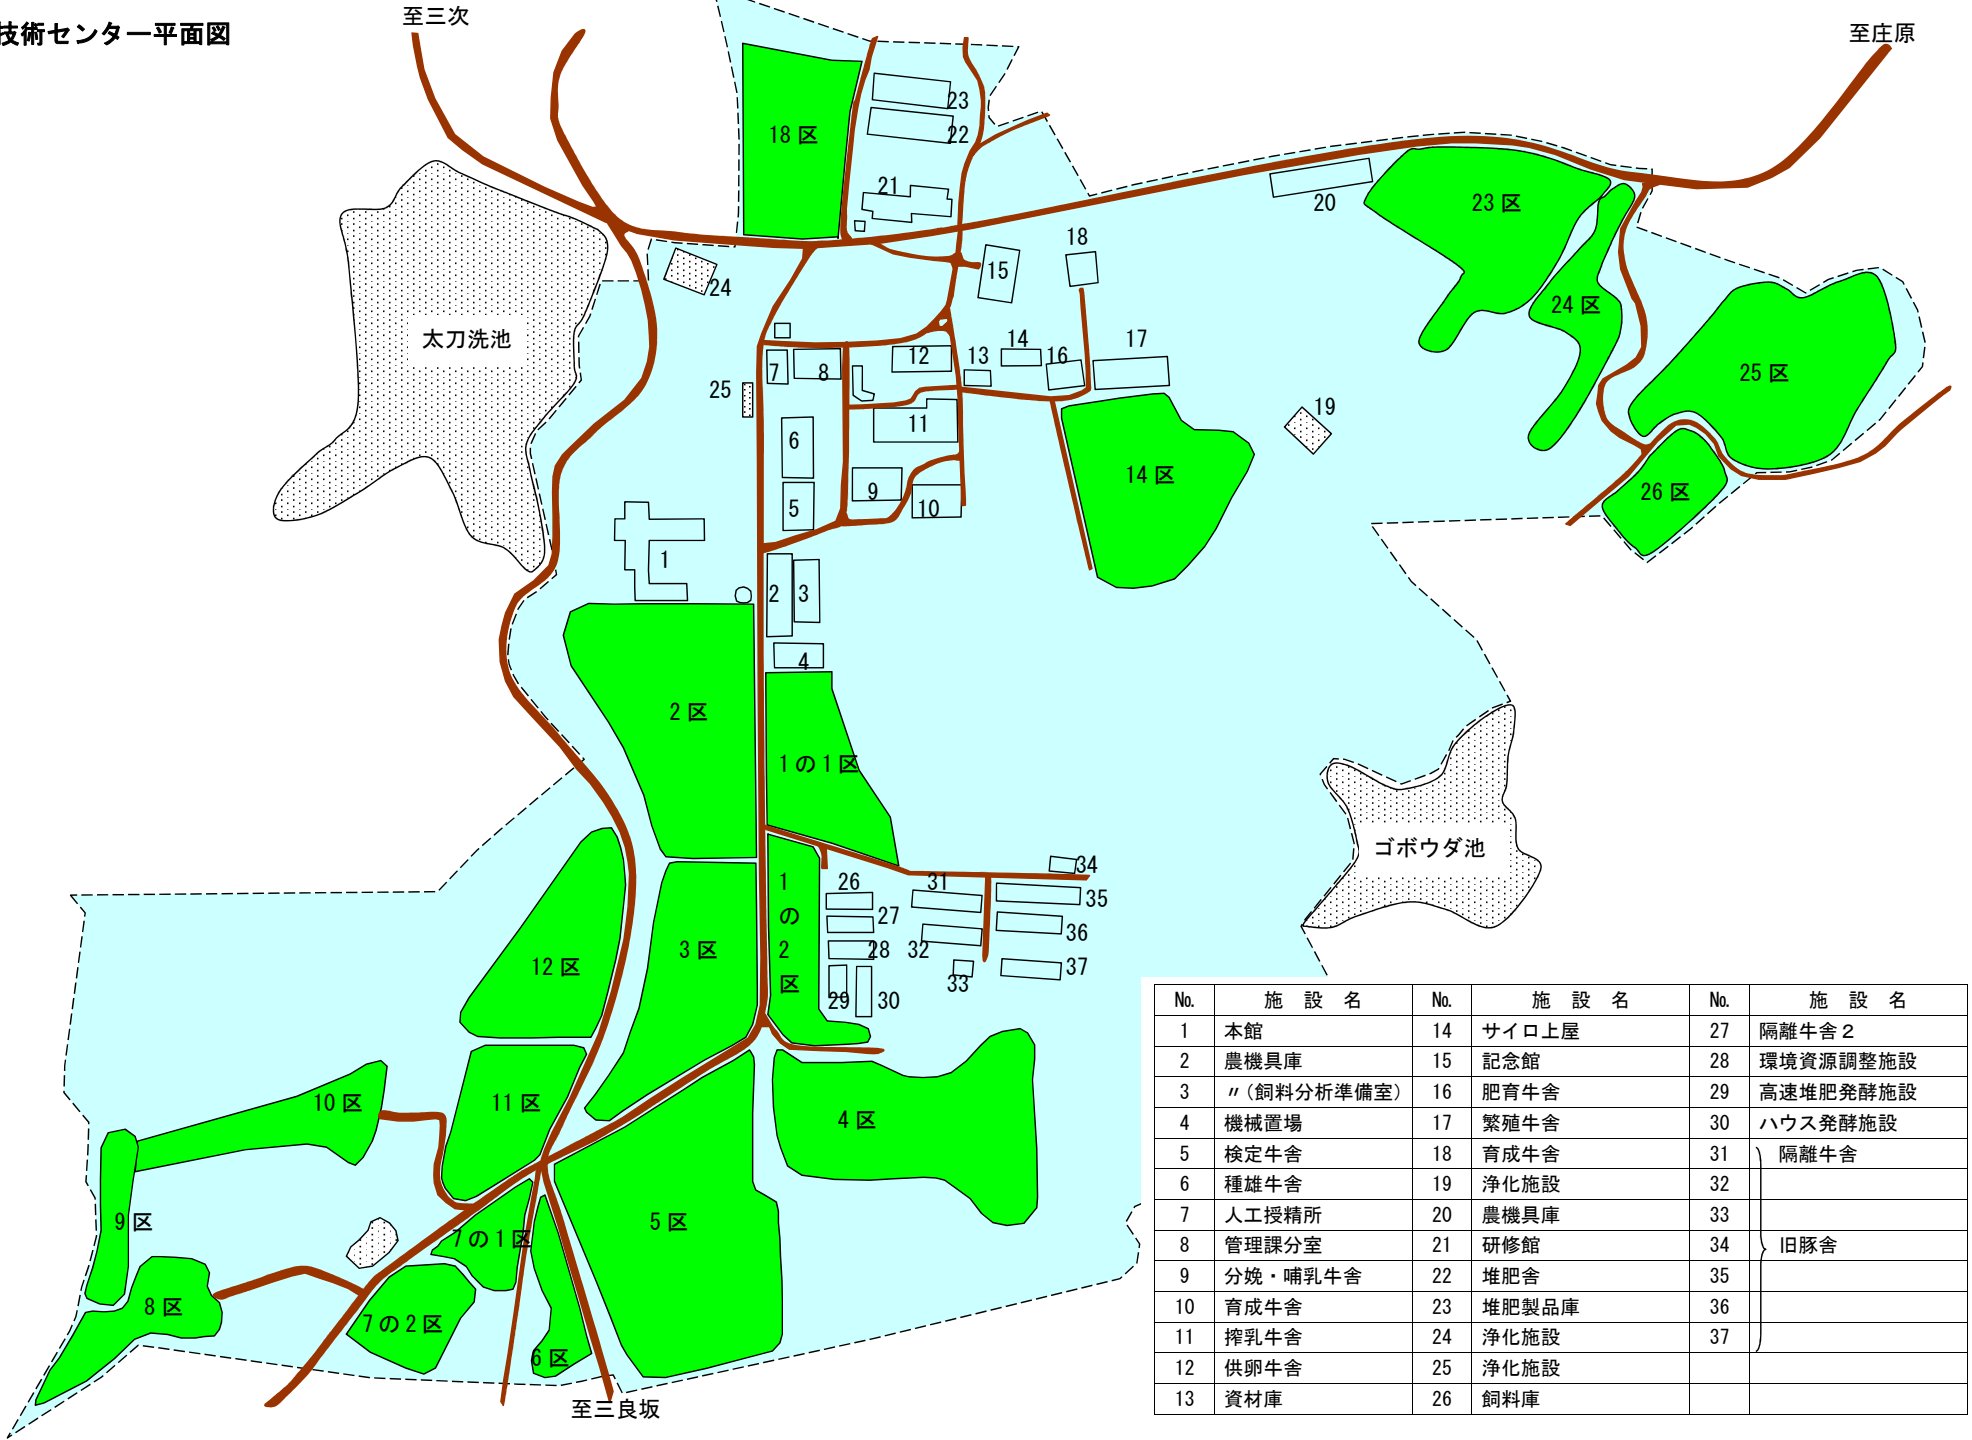 技術センター平面図
至三次
至庄原
18区
23
22
21
20
23区
24
15
18
24区
太刀洗池
25
7
8
12
13
14
16
17
25区
19
6
11
14区
5
9
10
26区
1
2
3
4
2区
1の1区
ゴボウダ池
1の2区
26
27
28
29
30
31
32
33
34
35
36
37
12区
3区
10区
11区
4区
9区
7の1区
5区
8区
7の2区
6区
至三良坂
№ 施設名 № 施設名 № 施設名
1 本館 14 サイロ上屋 27 隔離牛舎２
2 農機具庫 15 記念館 28 環境資源調整施設
3 〃(飼料分析準備室) 16 肥育牛舎 29 高速堆肥発酵施設
4 機械置場 17 繁殖牛舎 30 ハウス発酵施設
5 検定牛舎 18 育成牛舎 31 隔離牛舎
6 種雄牛舎 19 浄化施設 32
7 人工授精所 20 農機具庫 33
8 管理課分室 21 研修館 34 旧豚舎
9 分娩・哺乳牛舎 22 堆肥舎 35
10 育成牛舎 23 堆肥製品庫 36
11 搾乳牛舎 24 浄化施設 37
12 供卵牛舎 25 浄化施設
13 資材庫 26 飼料庫